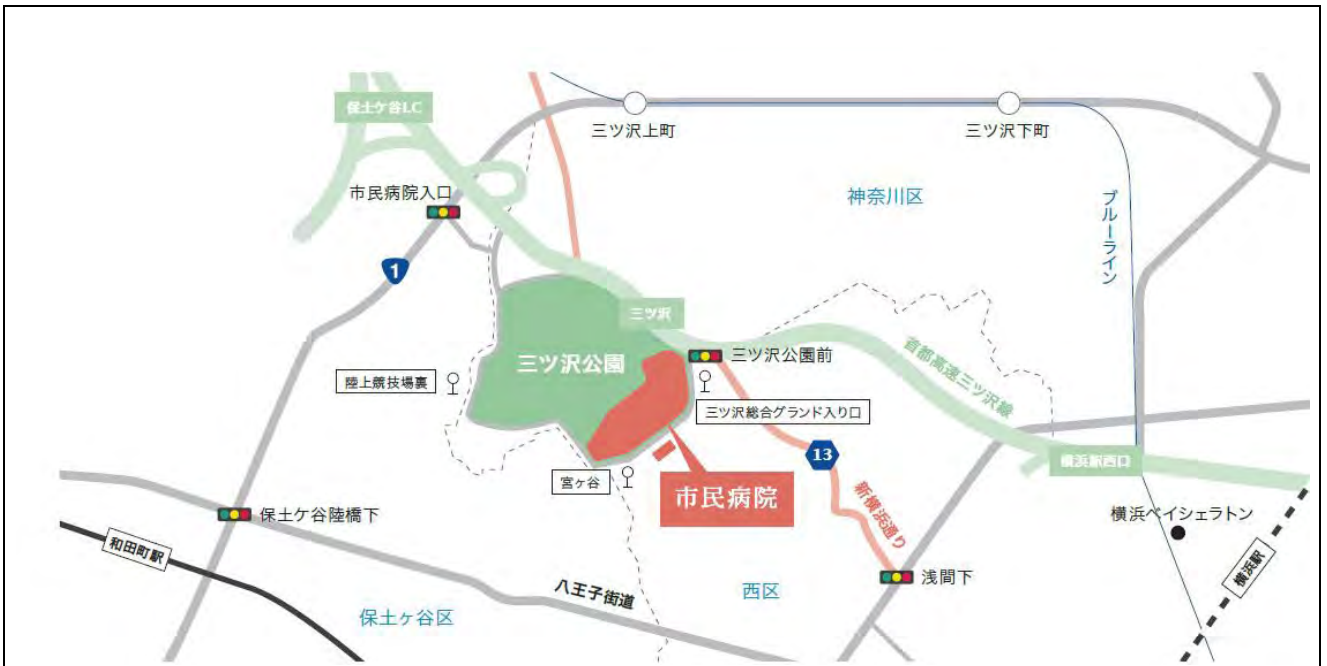 保土ケ谷I.C
三ツ沢上町
三ツ沢下町
市民病院入口
神奈川区
ブルーライン
1
三ツ沢
三ツ沢公園
三ツ沢公園前
首都高速三ツ沢線
陸上競技場裏
三ツ沢総合グランド入り口
13
横浜駅西口
宮ヶ谷
市民病院
新横浜通り
保土ケ谷陸橋下
横浜ベイシェラトン
和田町駅
浅間下
横浜駅
八王子街道
西区
保土ヶ谷区